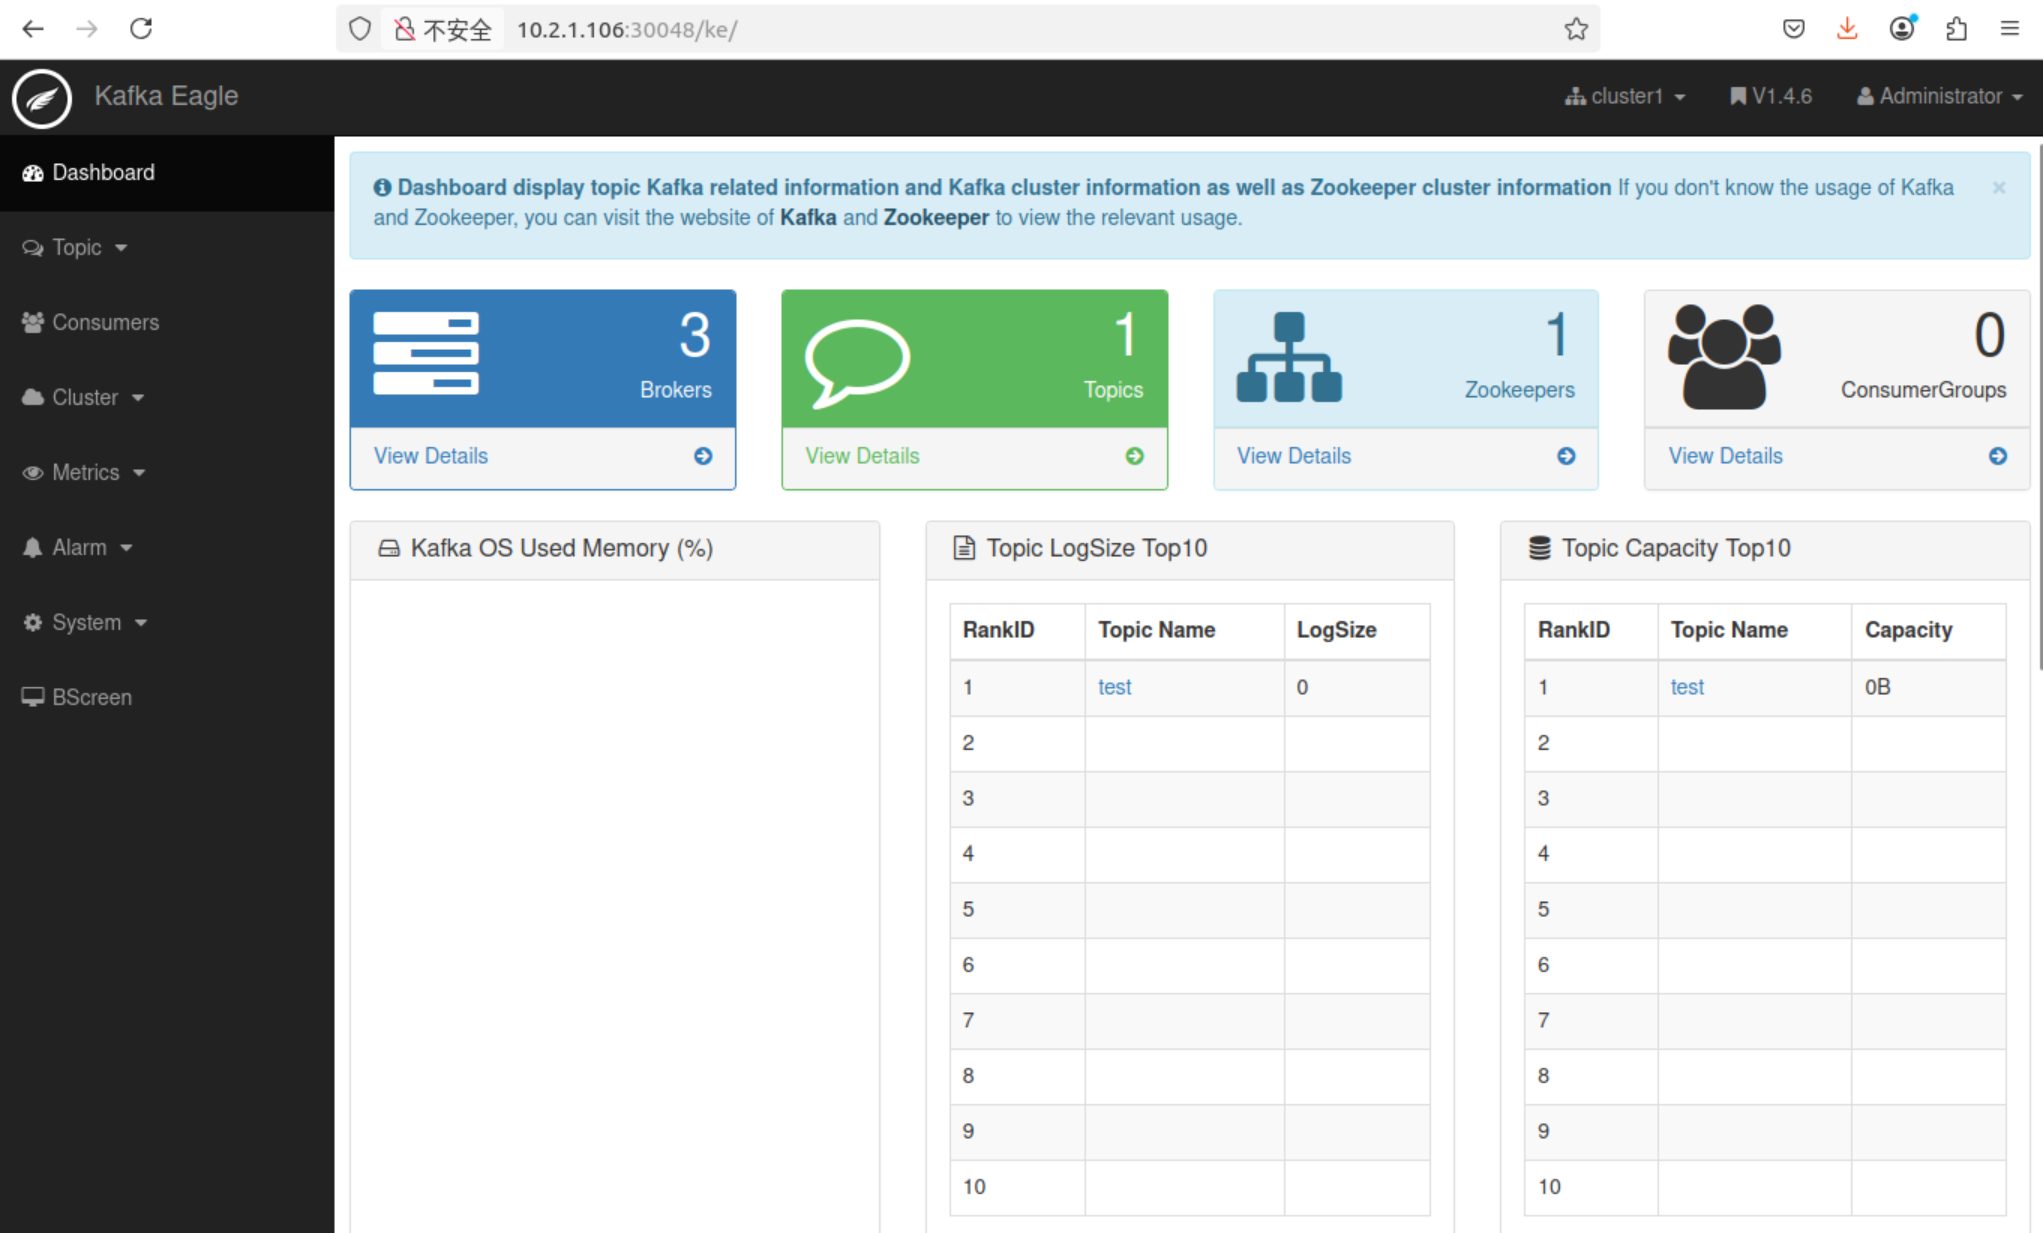 不安全 10.2.1.106:30048/ke/
Kafka Eagle
cluster1
V1.4.6
Administrator
Dashboard
Topic
Consumers
Cluster
Metrics
Alarm
System
BScreen
Dashboard display topic Kafka related information and Kafka cluster information as well as Zookeeper cluster information If you don't know the usage of Kafka
and Zookeeper, you can visit the website of Kafka and Zookeeper to view the relevant usage.
×
3
Brokers
View Details
1
Topics
View Details
1
Zookeepers
View Details
0
ConsumerGroups
View Details
Kafka OS Used Memory (%)
Topic LogSize Top10
RankID Topic Name LogSize
1 test 0
2
3
4
5
6
7
8
9
10
Topic Capacity Top10
RankID Topic Name Capacity
1 test 0B
2
3
4
5
6
7
8
9
10